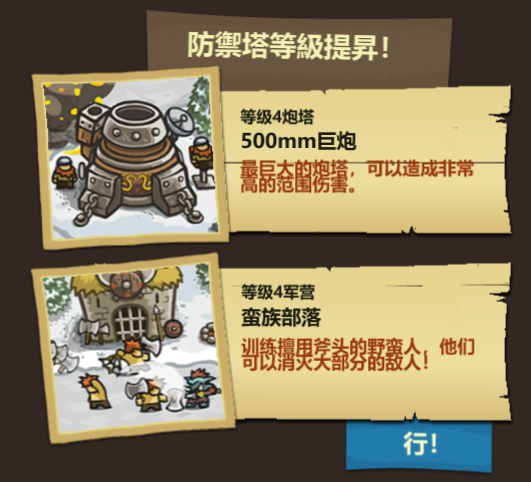 防禦塔等級提昇!
等级4炮塔
500mm巨炮
最巨大的炮塔，可以造成非常
高的范围伤害。
等级4军营
蛮族部落
训练擅用斧头的野蛮人，他们
可以消灭大部分的敌人!
行!